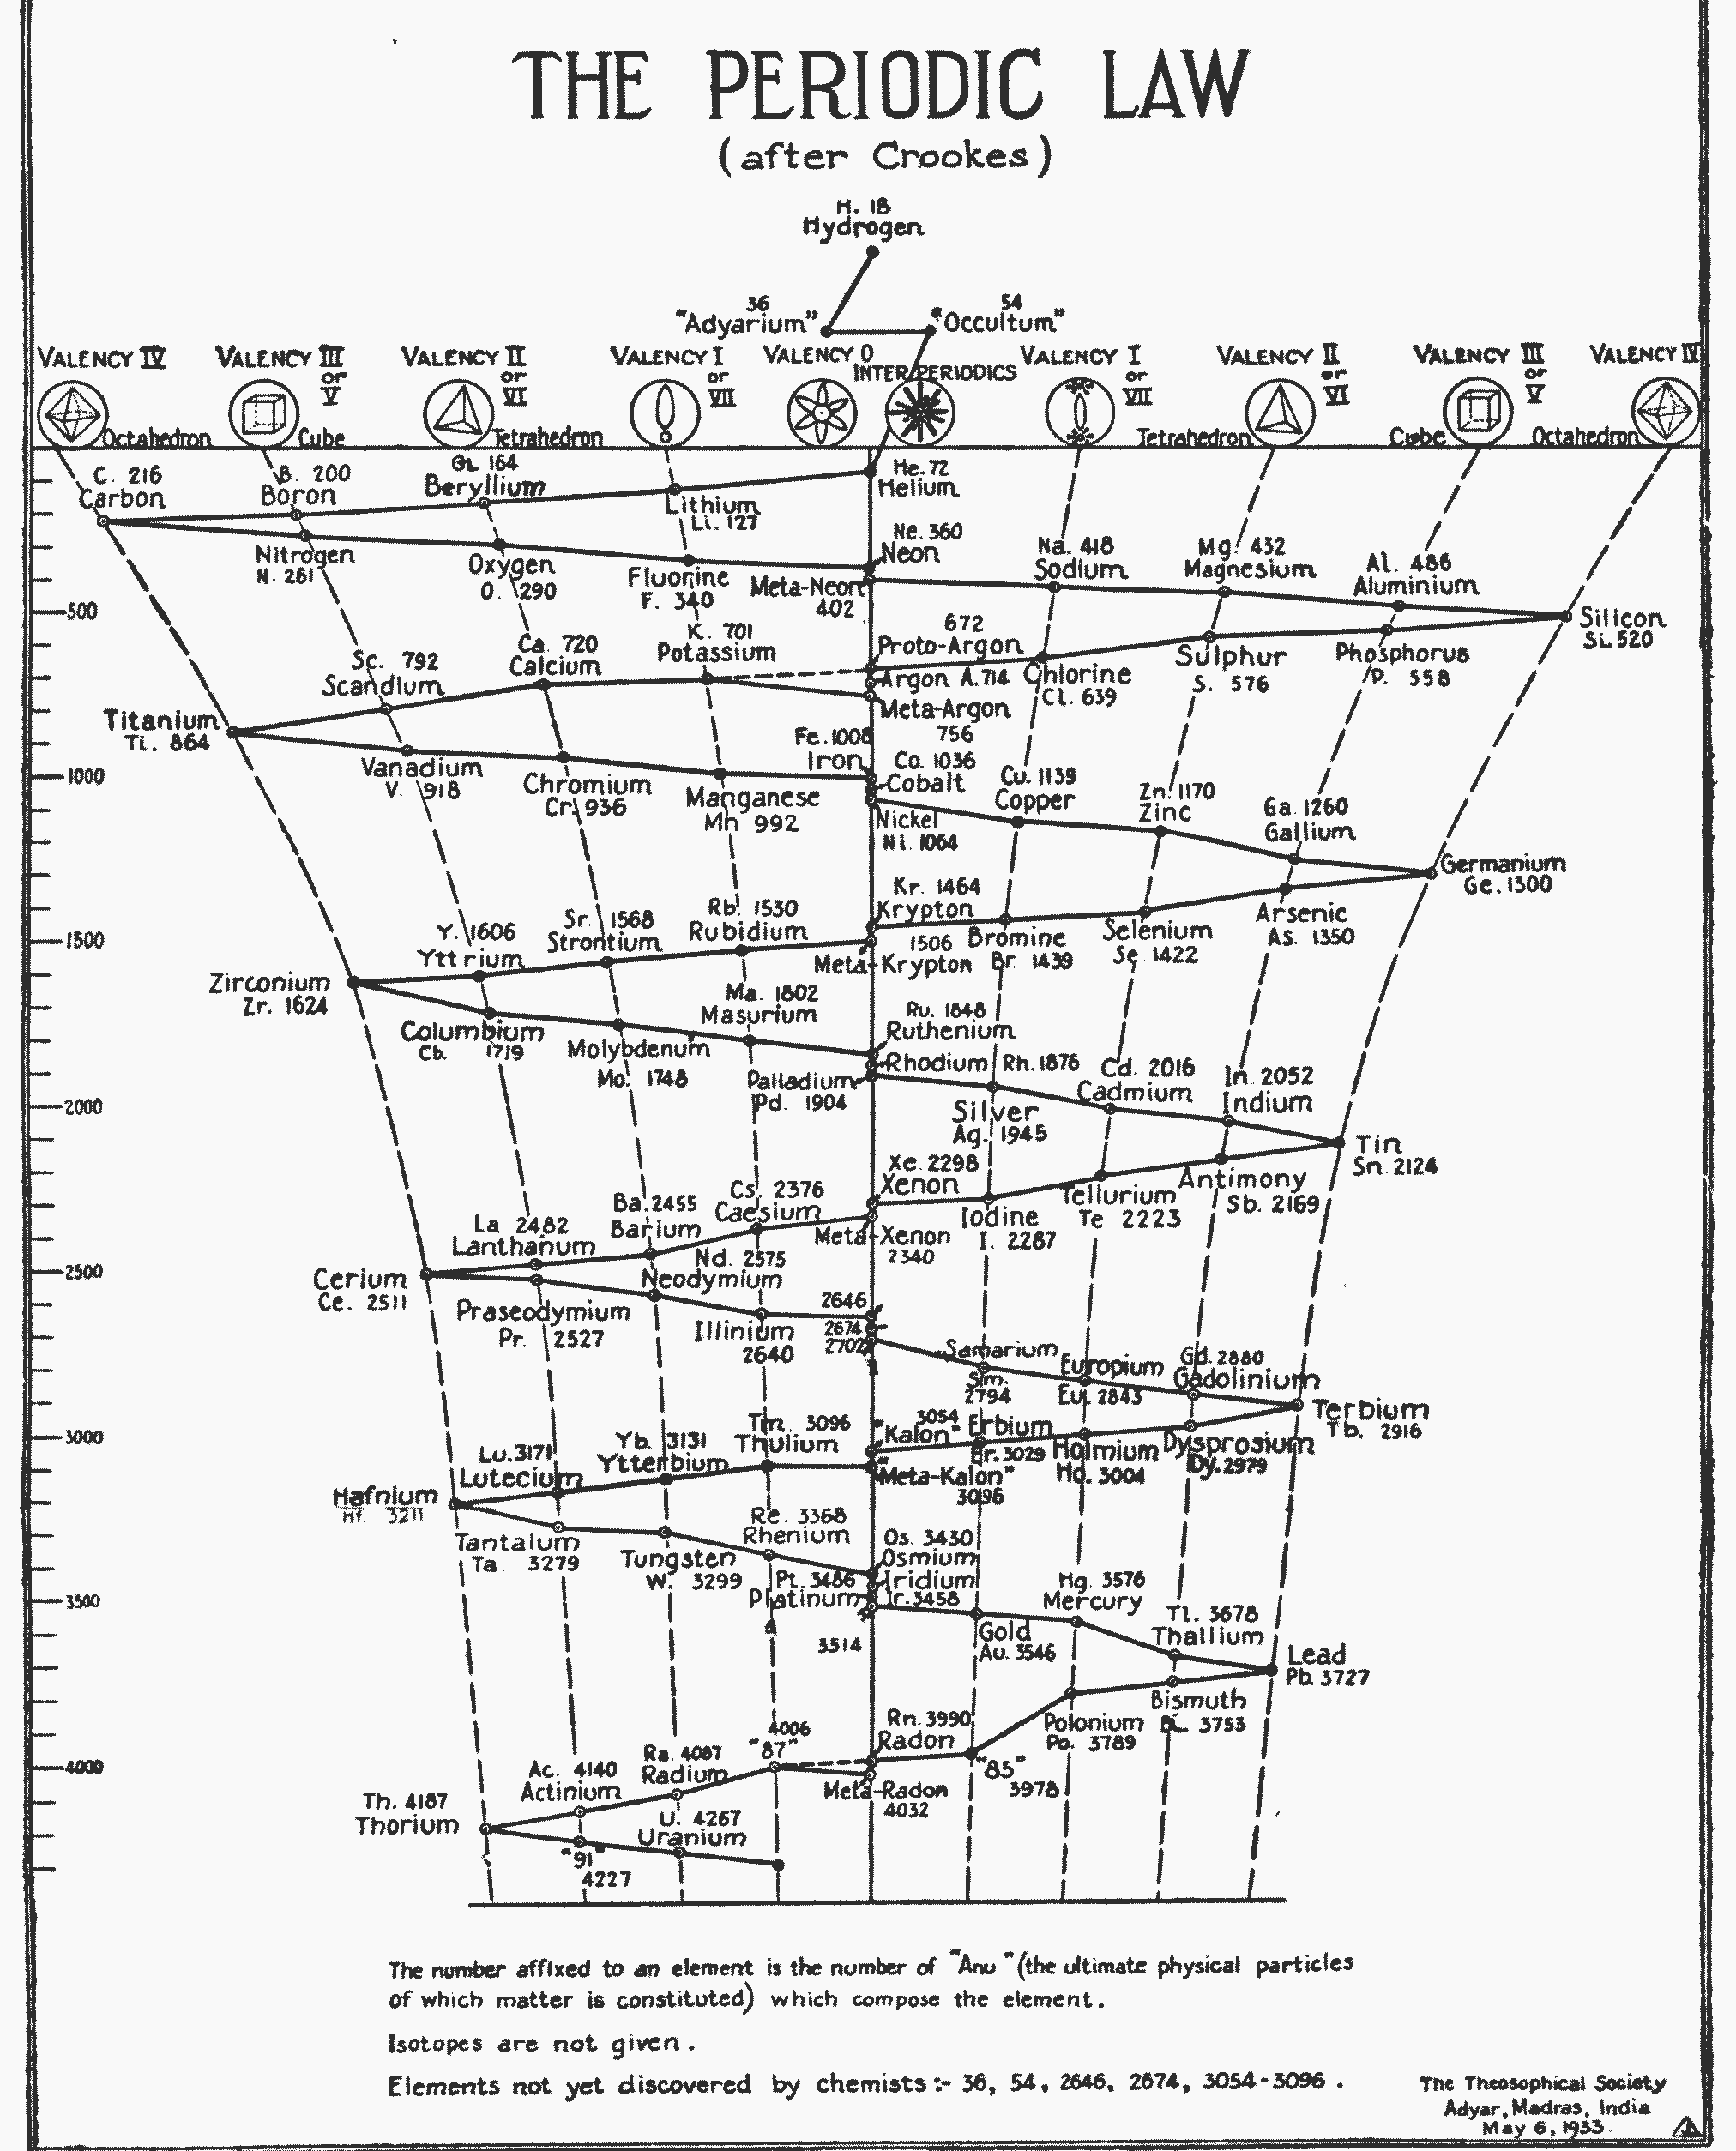 THE PERIODIC LAW
(after Crookes)
H. 18
Hydrogen
36
"Adyarium"
54
"Occultum"
VALENCY IV
VALENCY III
or
V
VALENCY II
or
VI
VALENCY I
or
VII
VALENCY 0
INTERPERIODICS
VALENCY I
or
VII
VALENCY II
or
VI
VALENCY III
or
V
VALENCY IV
Octahedron
Cube
Tetrahedron
Tetrahedron
Cube
Octahedron
C. 216
Carbon
B. 200
Boron
GL 164
Beryllium
Lithium
Li. 127
He. 72
Helium
Nitrogen
N. 261
Oxygen
O. 290
Fluorine
F. 340
Ne. 360
Neon
Meta-Neon
402
Na. 418
Sodium
Mg. 432
Magnesium
Al. 486
Aluminium
500
Silicon
Si. 520
Sc. 792
Scandium
Ca. 720
Calcium
K. 701
Potassium
672
Proto-Argon
Argon A. 714
Meta-Argon
756
Chlorine
Cl. 639
Sulphur
S. 576
Phosphorus
P. 558
Titanium
Ti. 864
Vanadium
V. 918
Chromium
Cr. 936
Manganese
Mn 992
Fe. 1008
Iron
Co. 1036
Cobalt
Nickel
Ni. 1064
Cu. 1139
Copper
Zn. 1170
Zinc
Ga. 1260
Gallium
1000
Germanium
Ge. 1300
Kr. 1464
Krypton
1506
Meta-Krypton
Bromine
Br. 1439
Selenium
Se. 1422
Arsenic
As. 1350
1500
Y. 1606
Yttrium
Sr. 1568
Strontium
Rb. 1530
Rubidium
Zirconium
Zr. 1624
Columbium
Cb. 1719
Molybdenum
Mo. 1748
Ma. 1802
Masurium
Ru. 1848
Ruthenium
Rhodium Rh. 1876
Palladium
Pd. 1904
Silver
Ag. 1945
Cd. 2016
Cadmium
In. 2052
Indium
2000
Tin
Sn. 2124
Xe. 2298
Xenon
Meta-Xenon
2340
Iodine
I. 2287
Tellurium
Te 2223
Antimony
Sb. 2169
La 2482
Lanthanum
Ba. 2455
Barium
Cs. 2376
Caesium
2500
Cerium
Ce. 2511
Praseodymium
Pr. 2527
Nd. 2575
Neodymium
Illinium
2640
2646
2674
2702
Samarium
Sm.
2794
Europium
Eu. 2843
Gd. 2880
Gadolinium
Terbium
Tb. 2916
3000
Lu. 3171
Lutecium
Yb. 3131
Ytterbium
Tm. 3096
Thulium
3054
"Kalon"
"Meta-Kalon"
3096
Erbium
Er. 3029
Holmium
Ho. 3004
Dysprosium
Dy. 2979
Hafnium
Hf. 3211
Tantalum
Ta. 3279
Tungsten
W. 3299
Re. 3368
Rhenium
Os. 3430
Osmium
Iridium
Ir. 3458
Pt. 3486
Platinum
3514
3500
Gold
Au. 3546
Hg. 3576
Mercury
Tl. 3678
Thallium
Lead
Pb. 3727
Bismuth
Bi. 3753
Polonium
Po. 3789
"85"
3978
Rn. 3990
Radon
Meta-Radon
4032
4006
"87"
Ra. 4087
Radium
Ac. 4140
Actinium
4000
Th. 4187
Thorium
"91"
4227
U. 4267
Uranium
The number affixed to an element is the number of "Anu" (the ultimate physical particles
of which matter is constituted) which compose the element.
Isotopes are not given.
Elements not yet discovered by chemists:- 36, 54, 2646, 2674, 3054-3096.
The Theosophical Society
Adyar, Madras, India
May 6, 1933.